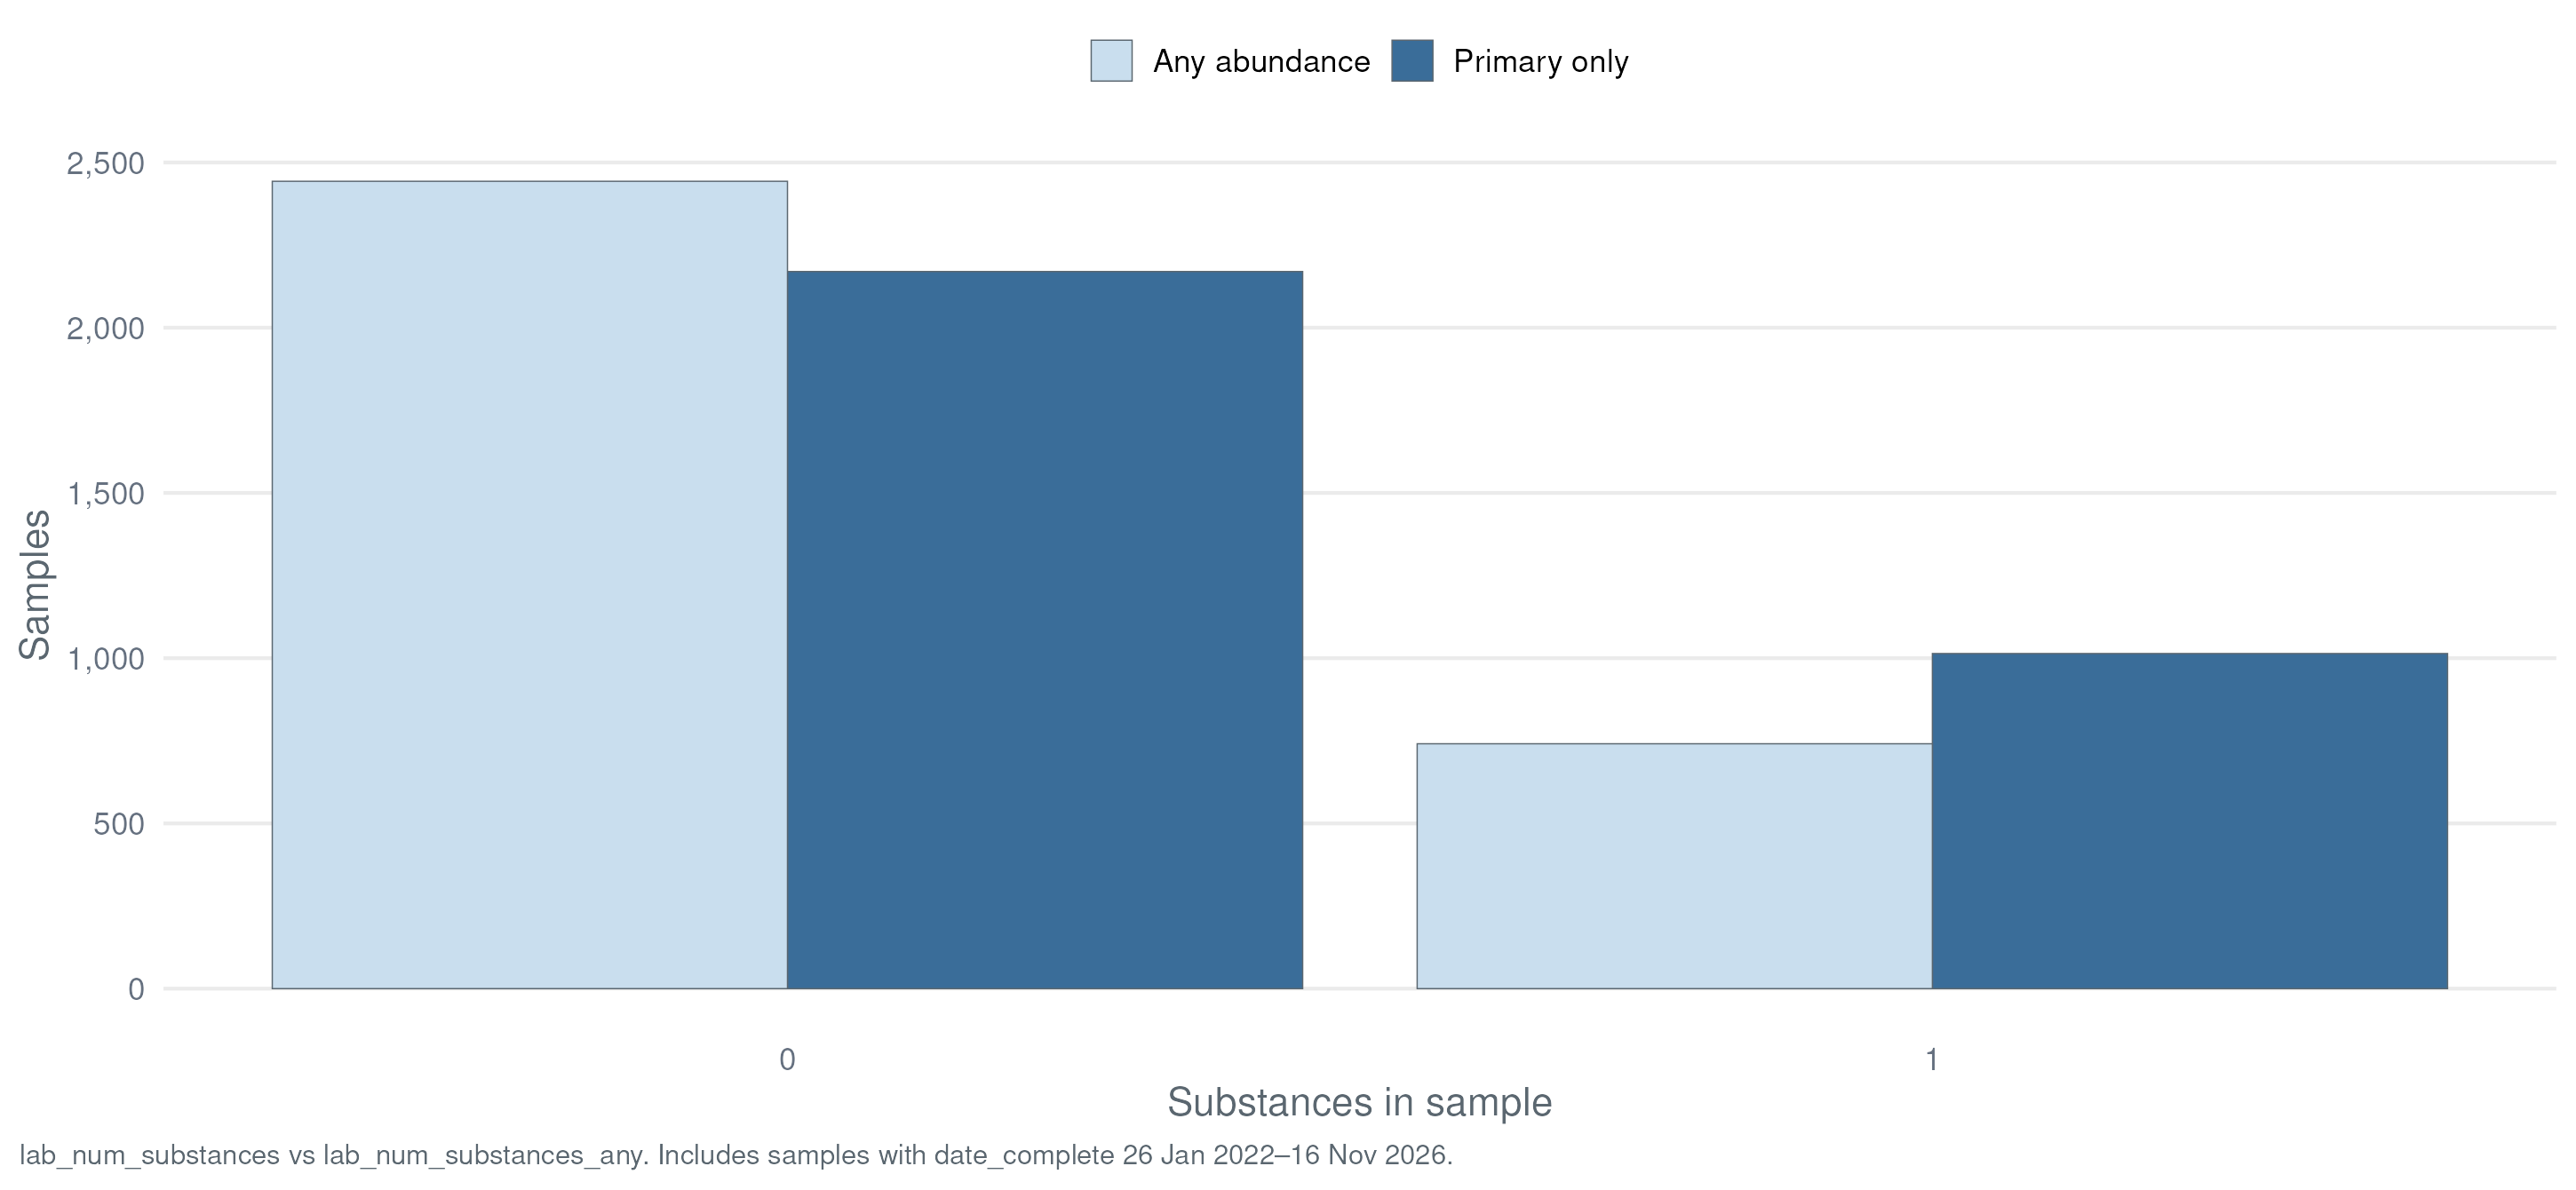 Any abundance Primary only
2,500
2,000
1,500
1,000
500
0
Samples
0 1
Substances in sample
lab_num_substances vs lab_num_substances_any. Includes samples with date_complete 26 Jan 2022–16 Nov 2026.